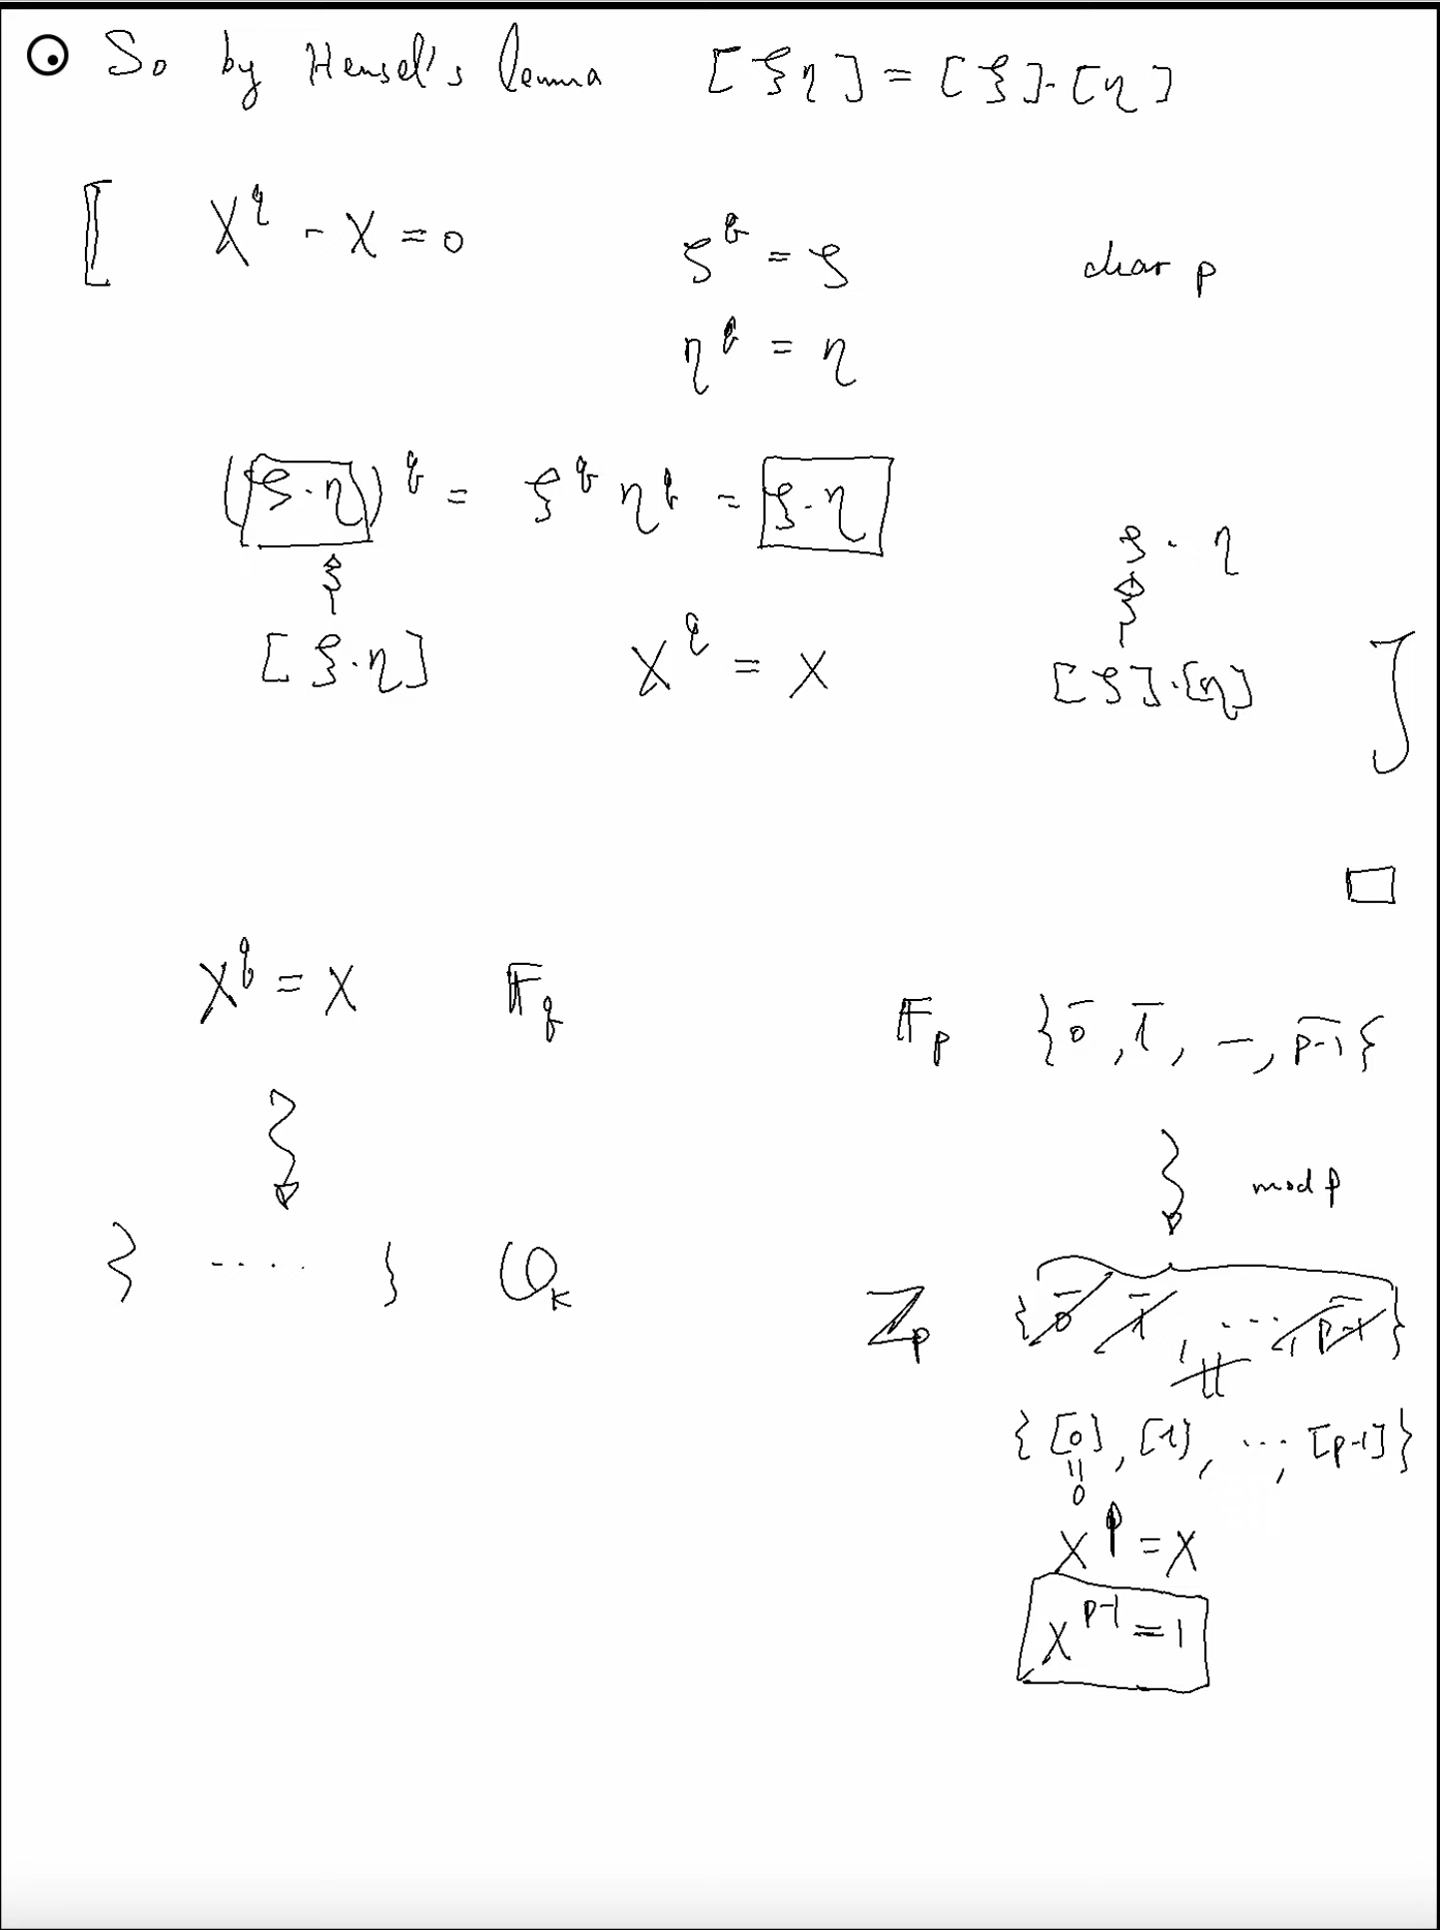 So by Hensel's lemma [ξη] = [ξ]·[η]
[ X^q - X = 0 ξ^q = ξ char p
η^q = η
(ξ·η)^q = ξ^q η^q = ξ·η
ξ · η
[ξ·η] X^q = X [ξ]·[η] ]
□
X^q = X 𝔽_q 𝔽_p {0̄, 1̄, –, p-1}
mod p
{ .... } 𝒪_K ℤ_p {0̄, 1̄, ..., p-1}
{[0], [1], ..., [p-1]}
=
0
X^p = X
X^{p-1} = 1